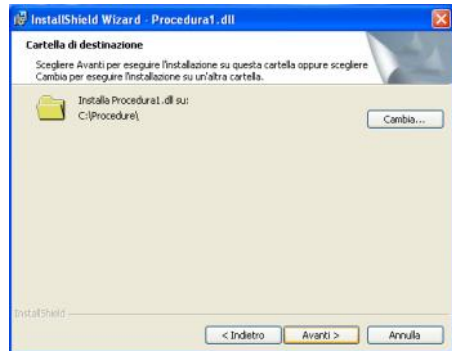 InstallShield Wizard - Procedura1.dll
Cartella di destinazione
Scegliere Avanti per eseguire l'installazione su questa cartella oppure scegliere
Cambia per eseguire l'installazione su un'altra cartella.
Installa Procedura1.dll su:
C:\Procedure\
Cambia...
InstallShield
< Indietro
Avanti >
Annulla